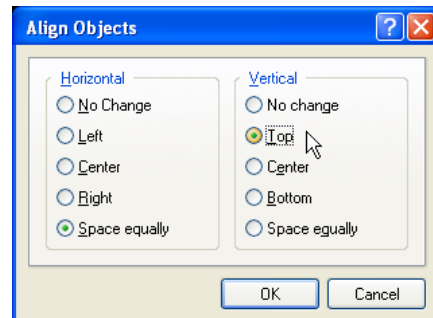 Align Objects
Horizontal
No Change
Left
Center
Right
Space equally
Vertical
No change
Top
Center
Bottom
Space equally
OK
Cancel